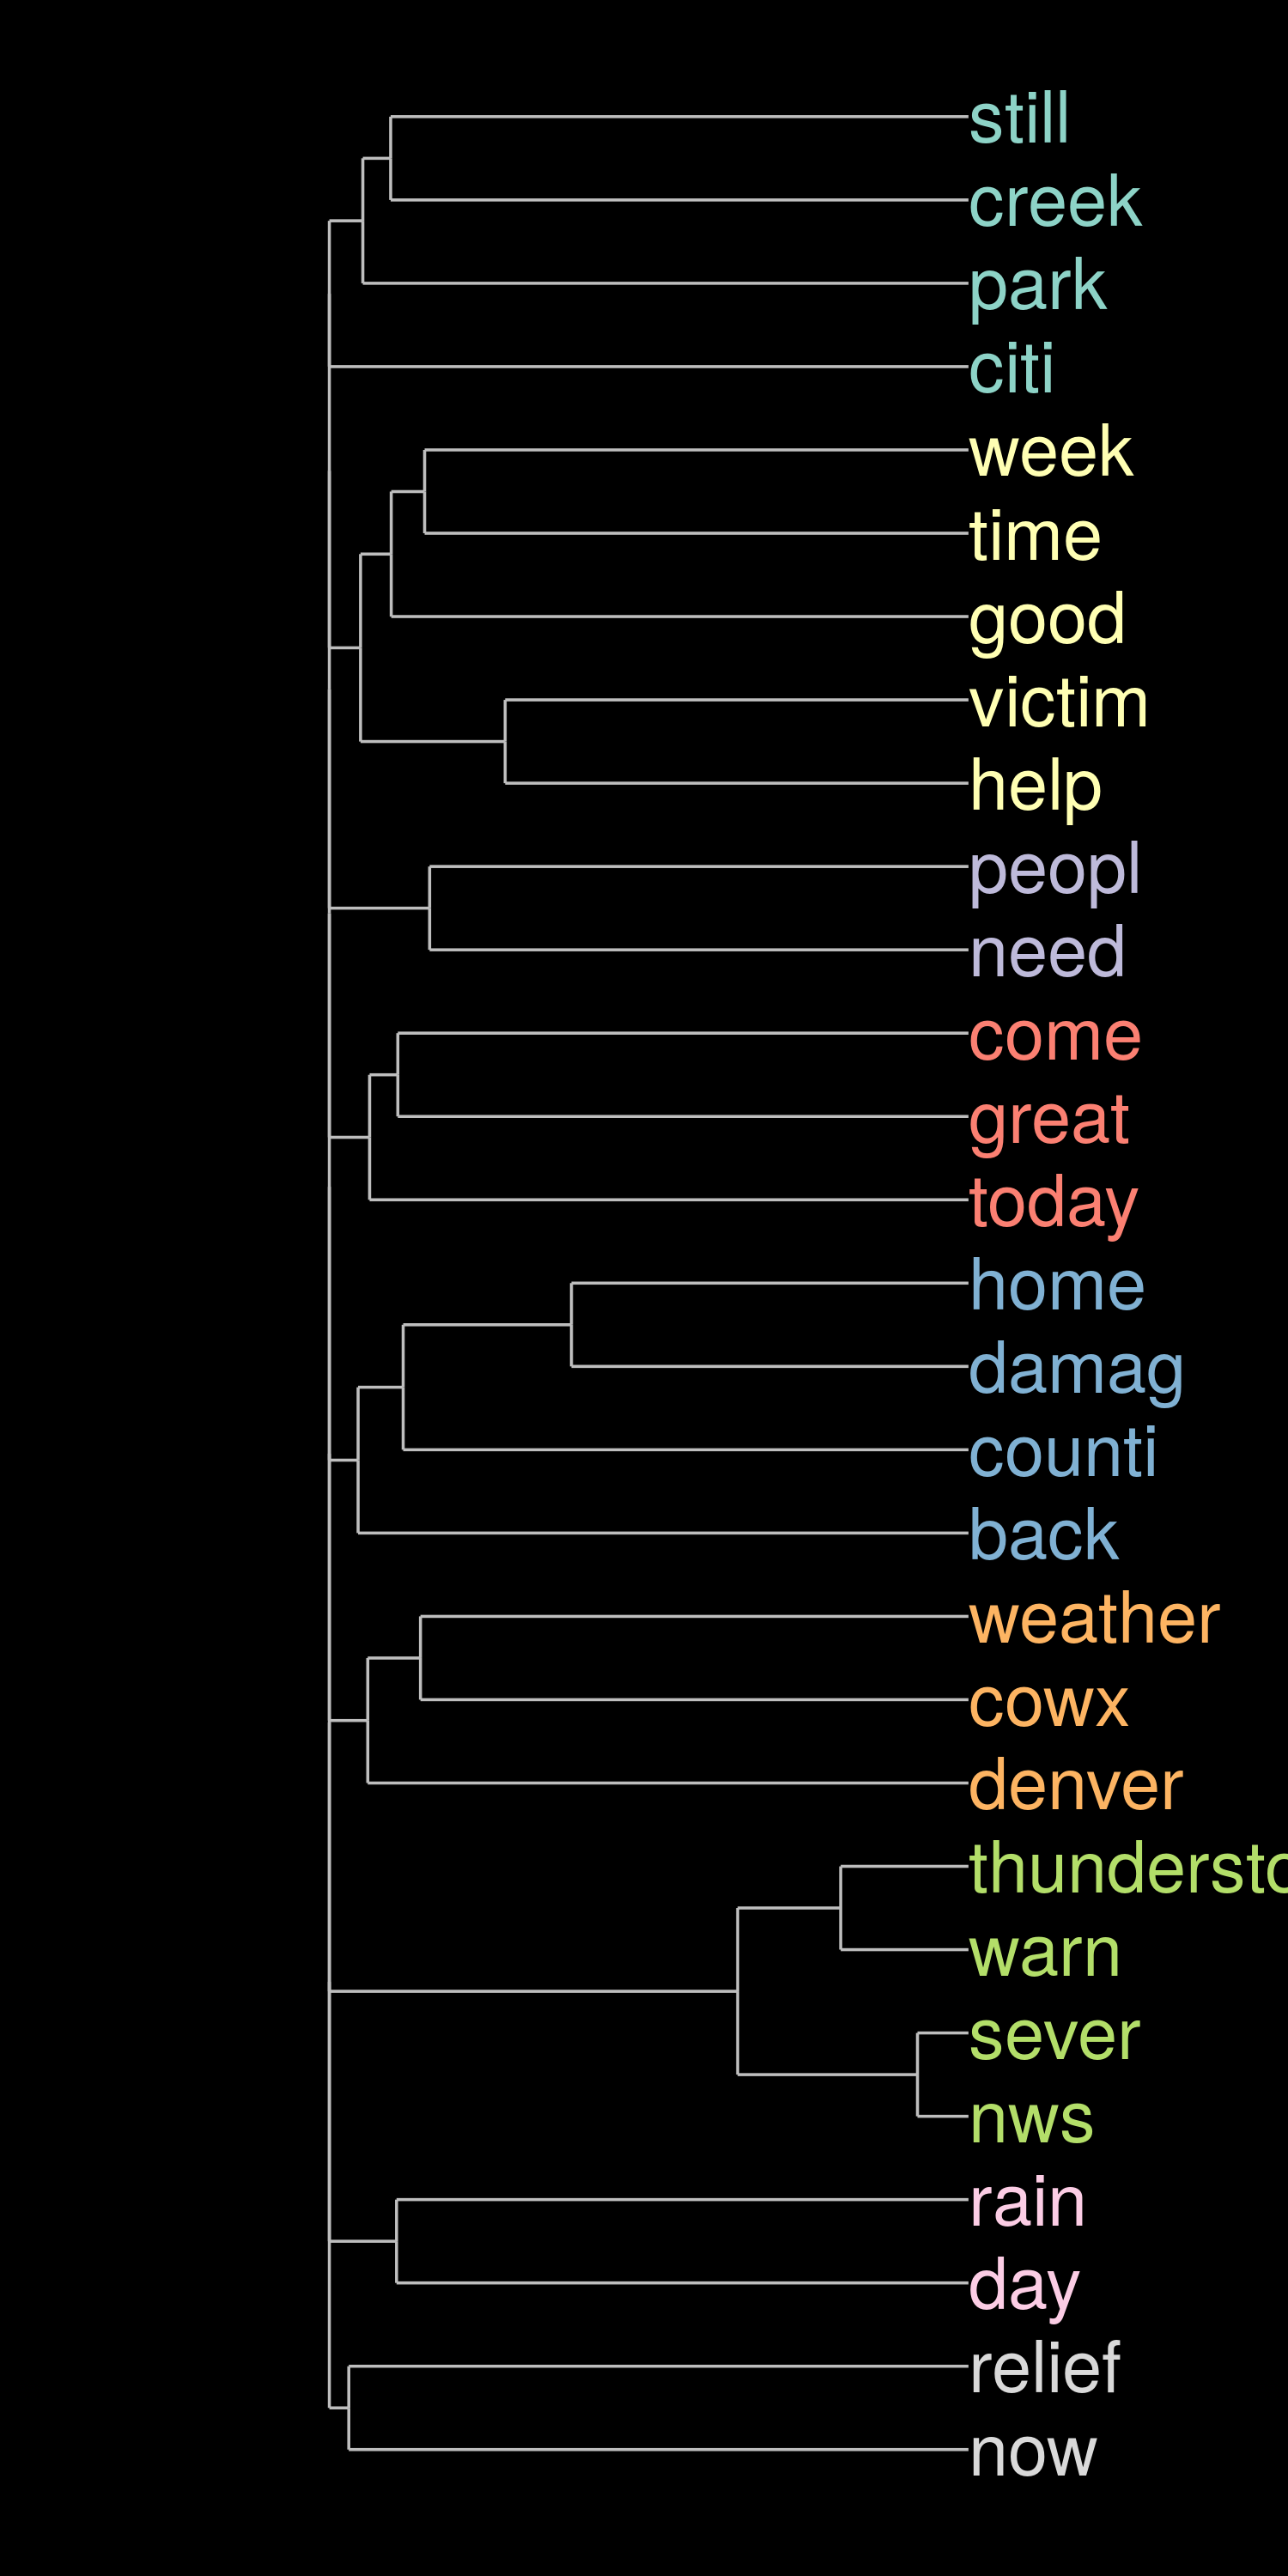 still
creek
park
citi
week
time
good
victim
help
peopl
need
come
great
today
home
damag
counti
back
weather
cowx
denver
thundersto
warn
sever
nws
rain
day
relief
now